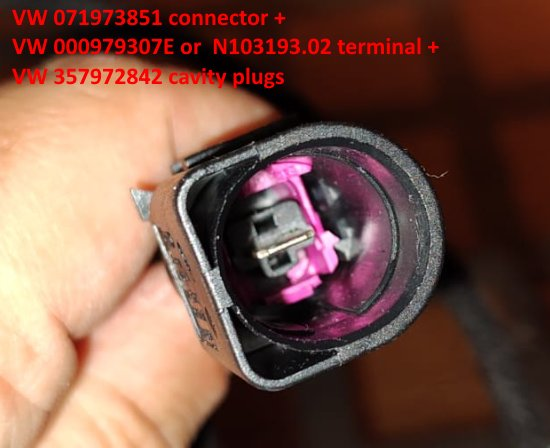 VW 071973851 connector +
VW 000979307E or N103193.02 terminal +
VW 357972842 cavity plugs